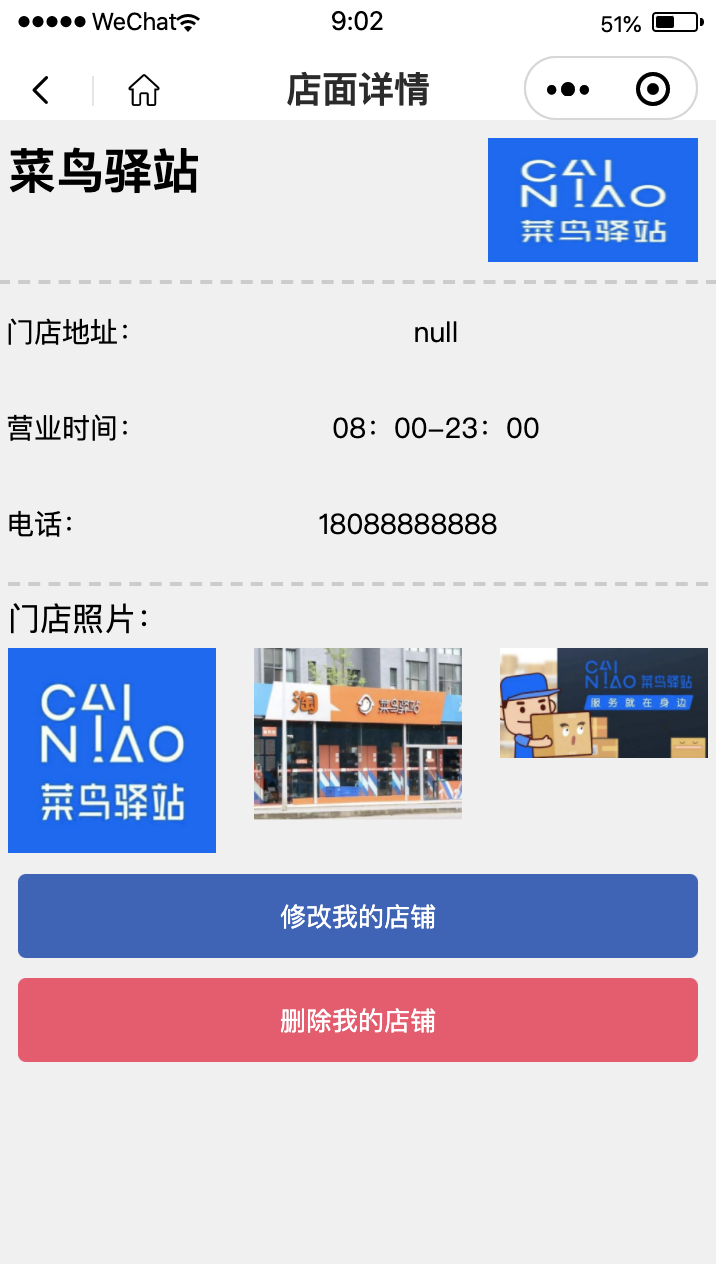 WeChat 9:02 51%
店面详情
菜鸟驿站
CAI
NIAO
菜鸟驿站
门店地址： null
营业时间： 08：00-23：00
电话： 18088888888
门店照片：
CAI
NIAO
菜鸟驿站
淘 菜鸟驿站
CAI
NIAO 菜鸟驿站
服务就在身边
修改我的店铺
删除我的店铺